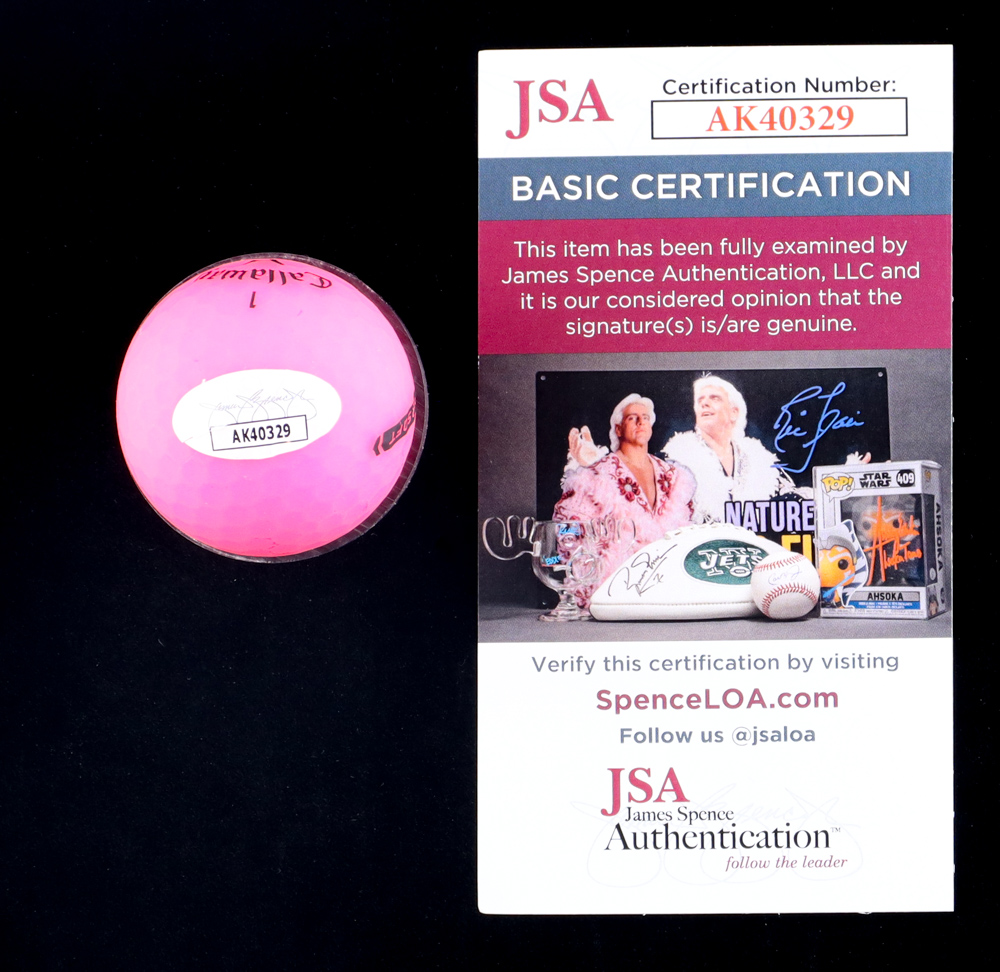 Callaway
1
AK40329
JSA
Certification Number:
AK40329
BASIC CERTIFICATION
This item has been fully examined by
James Spence Authentication, LLC and
it is our considered opinion that the
signature(s) is/are genuine.
NATURE
JETS
POP!
STAR
WARS
409
AHSOKA
AHSOKA
Verify this certification by visiting
SpenceLOA.com
Follow us @jsaloa
JSA
James Spence
Authentication™
follow the leader